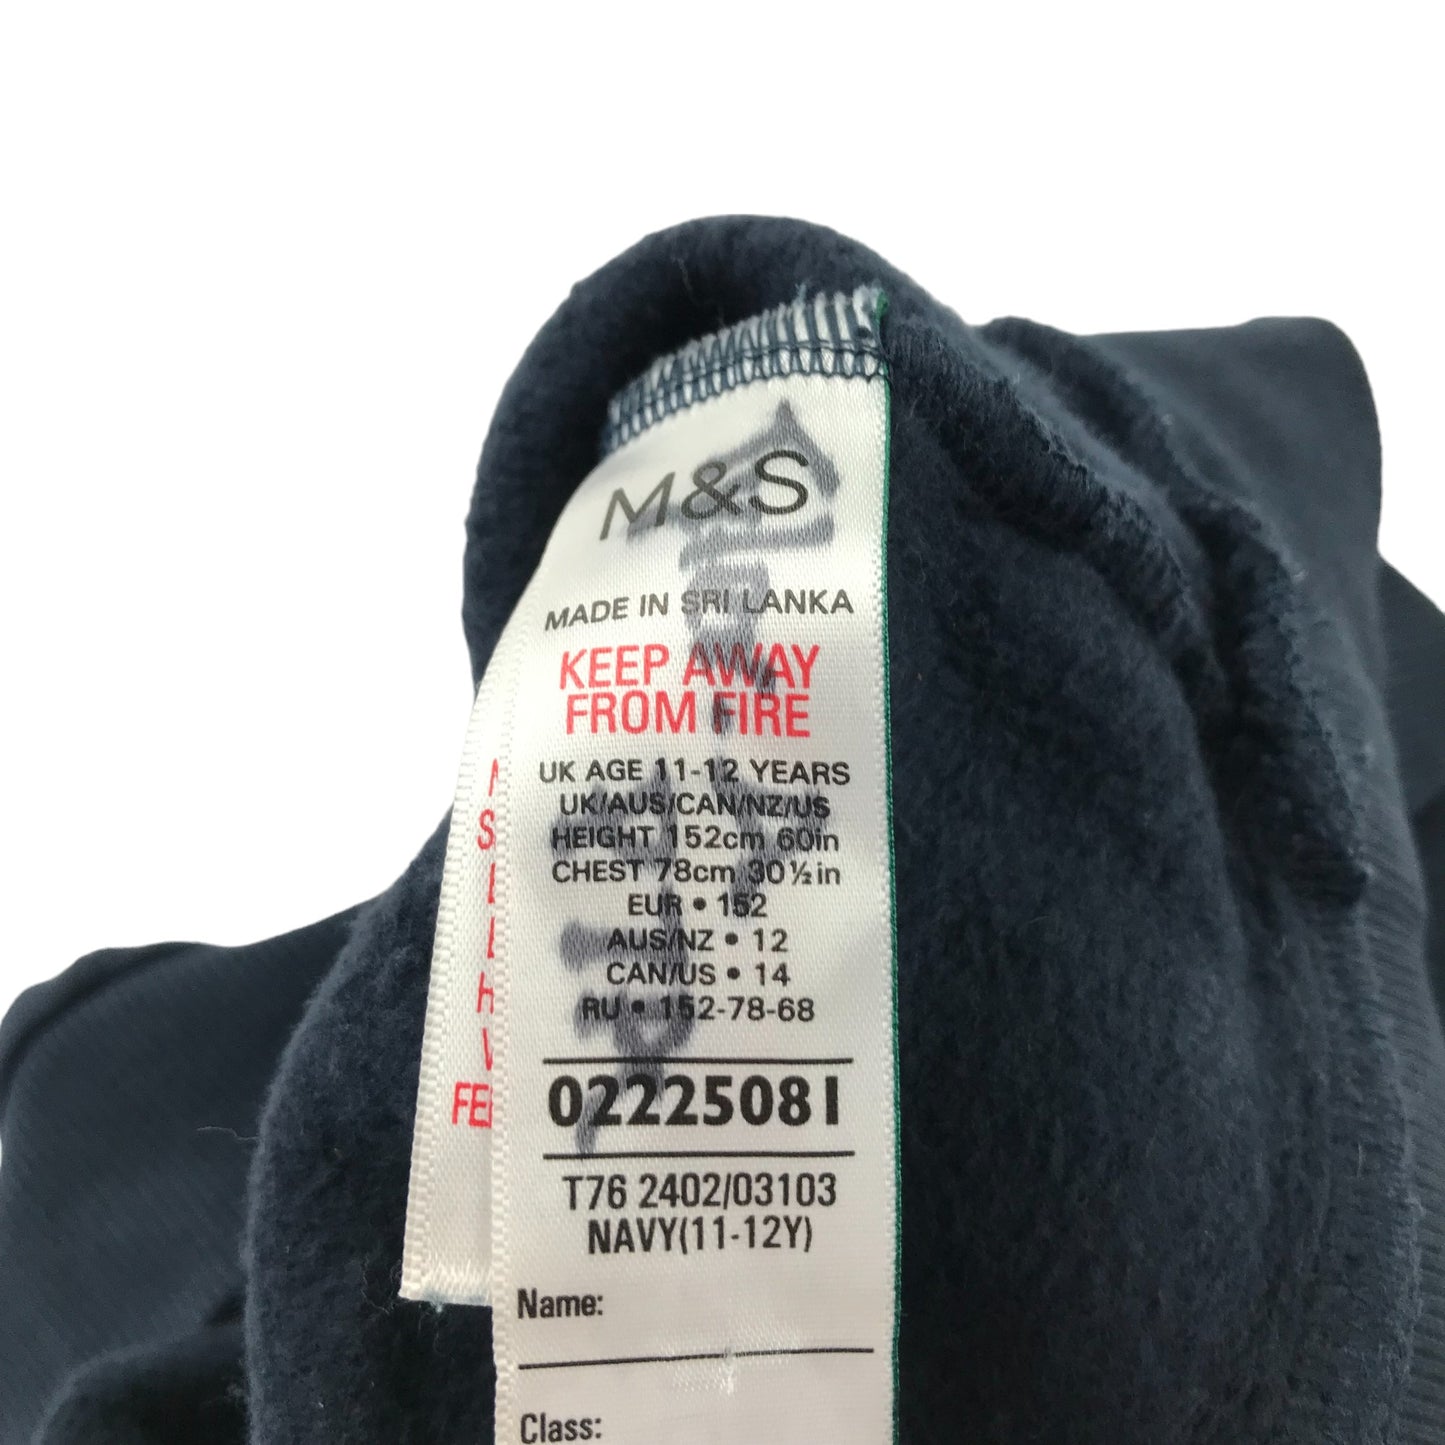 M&S
MADE IN SRI LANKA
KEEP AWAY
FROM FIRE
UK AGE 11-12 YEARS
UK/AUS/CAN/NZ/US
HEIGHT 152cm 60in
CHEST 78cm 30½in
EUR • 152
AUS/NZ • 12
CAN/US • 14
RU • 152-78-68
02225081
T76 2402/03103
NAVY(11-12Y)
Name:
Class: